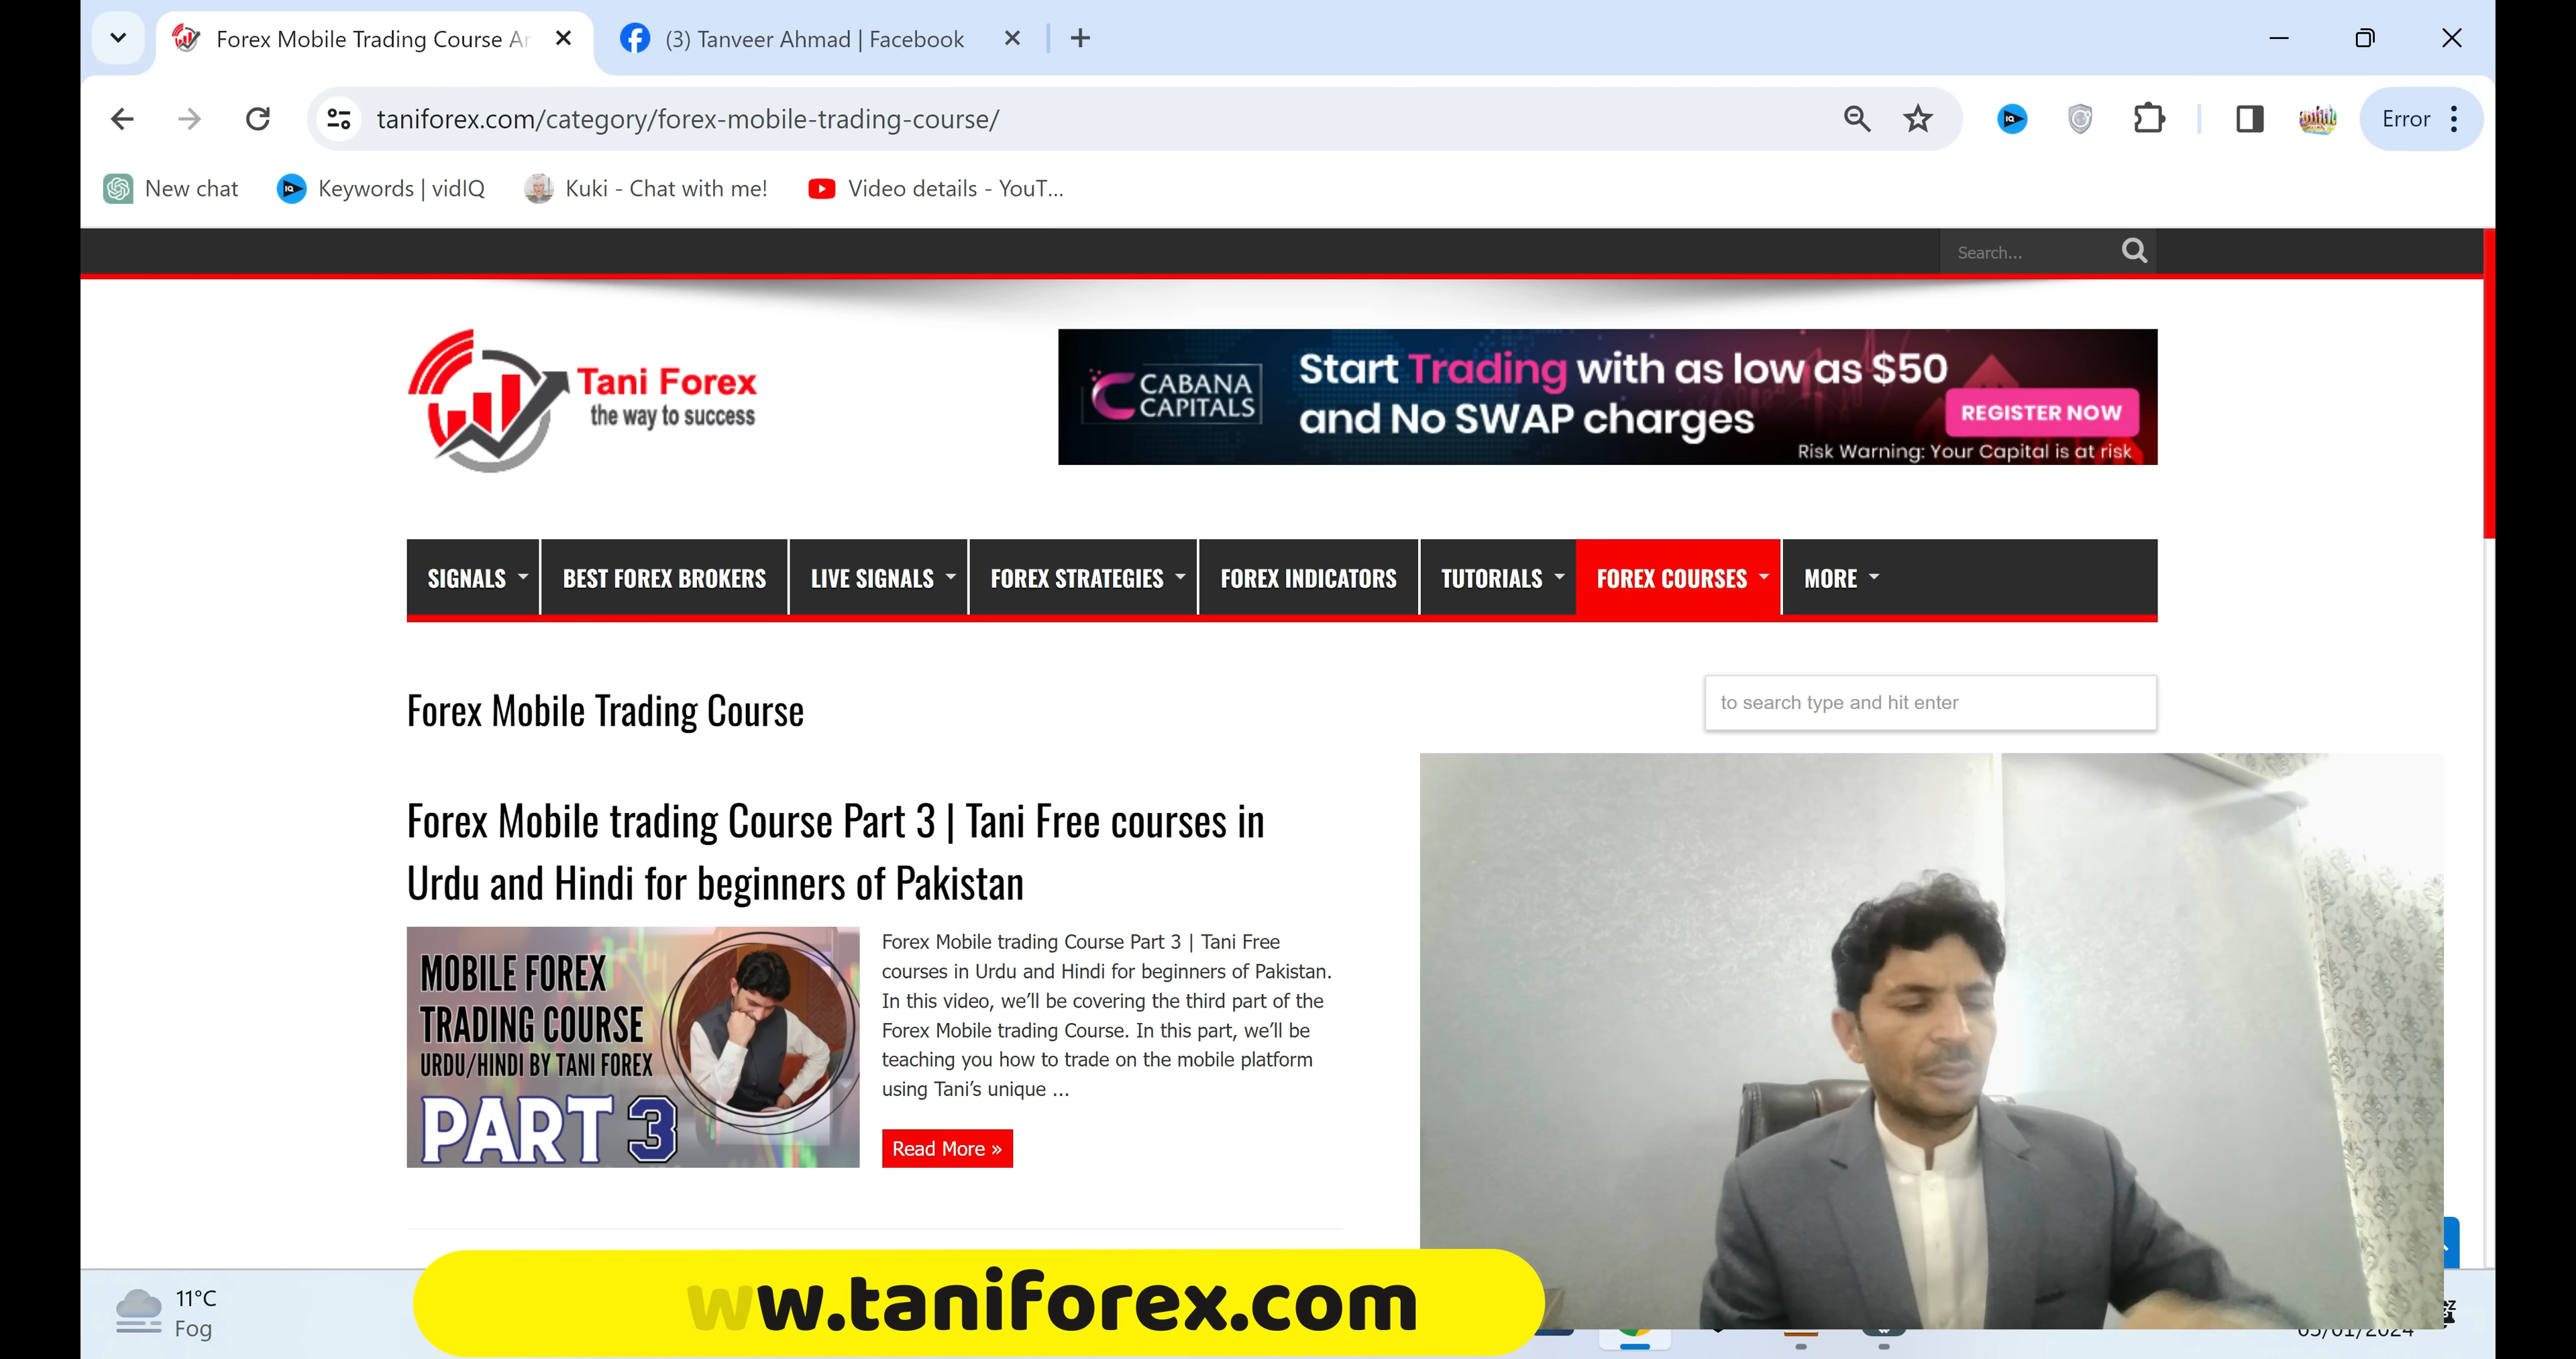 Forex Mobile Trading Course Ar
(3) Tanveer Ahmad | Facebook
taniforex.com/category/forex-mobile-trading-course/
Error
New chat
Keywords | vidIQ
Kuki - Chat with me!
Video details - YouT...
Search...
Tani Forex
the way to success
CABANA
CAPITALS
Start Trading with as low as $50
and No SWAP charges
REGISTER NOW
Risk Warning: Your Capital is at risk
SIGNALS
BEST FOREX BROKERS
LIVE SIGNALS
FOREX STRATEGIES
FOREX INDICATORS
TUTORIALS
FOREX COURSES
MORE
Forex Mobile Trading Course
to search type and hit enter
Forex Mobile trading Course Part 3 | Tani Free courses in
Urdu and Hindi for beginners of Pakistan
MOBILE FOREX
TRADING COURSE
URDU/HINDI BY TANI FOREX
PART 3
Forex Mobile trading Course Part 3 | Tani Free
courses in Urdu and Hindi for beginners of Pakistan.
In this video, we'll be covering the third part of the
Forex Mobile trading Course. In this part, we'll be
teaching you how to trade on the mobile platform
using Tani's unique ...
Read More »
11°C
Fog
ww.taniforex.com